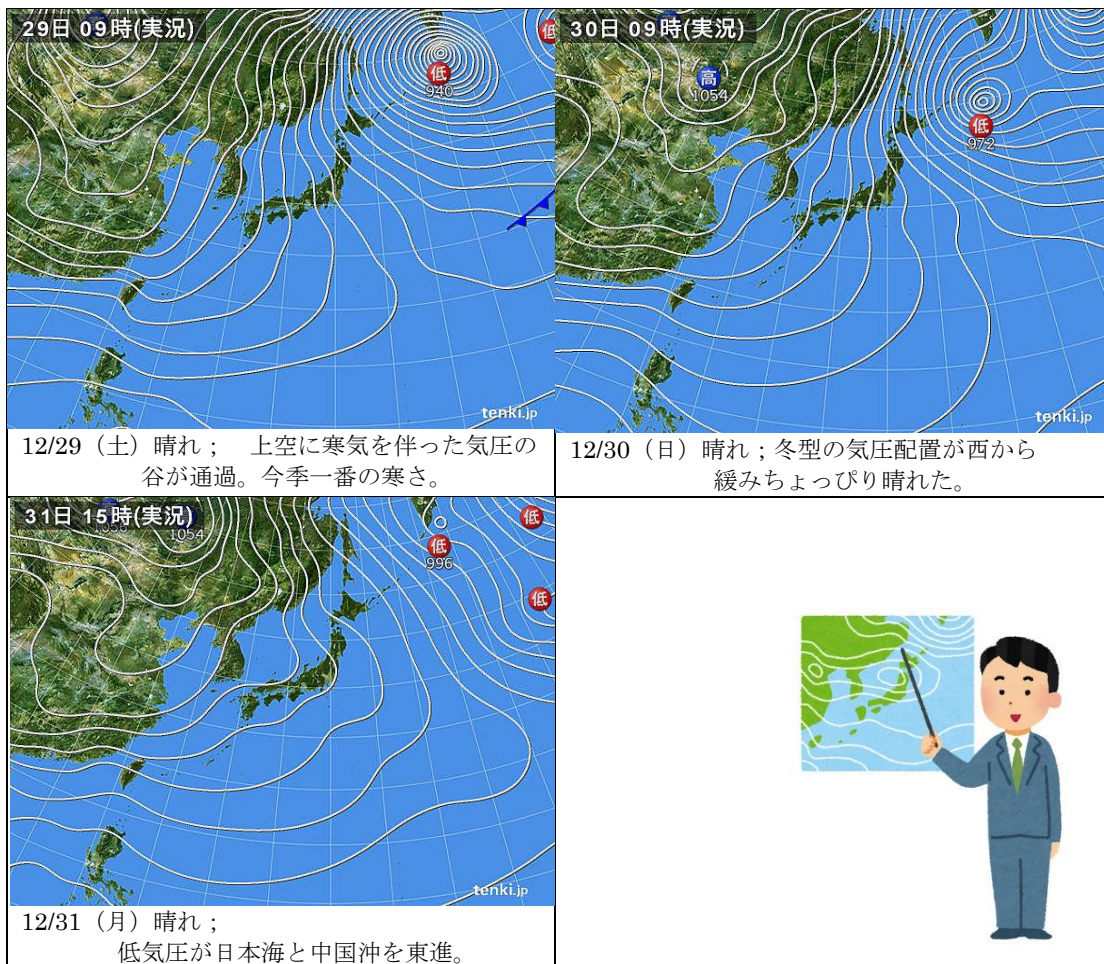 29日 09時(実況)
低
低
940
tenki.jp
12/29（土）晴れ；　上空に寒気を伴った気圧の
谷が通過。今季一番の寒さ。
30日 09時(実況)
高
1054
低
972
tenki.jp
12/30（日）晴れ；冬型の気圧配置が西から
緩みちょっぴり晴れた。
31日 15時(実況)
1054
低
996
低
低
tenki.jp
12/31（月）晴れ；
低気圧が日本海と中国沖を東進。